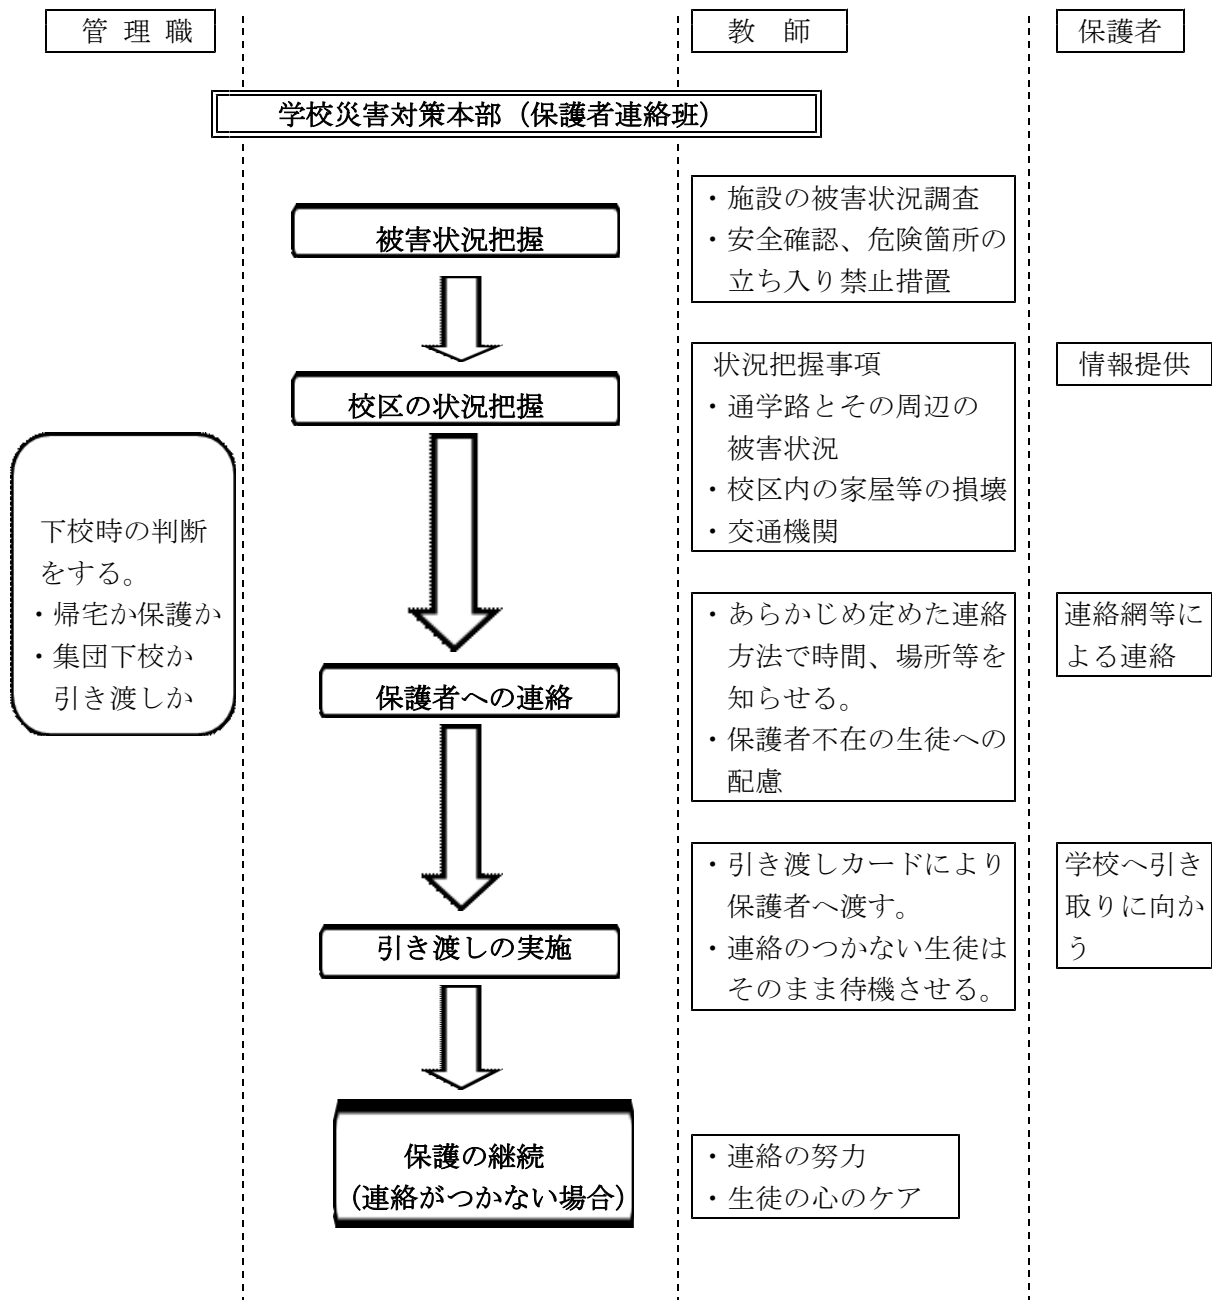 管 理 職
教　師
保護者
学校災害対策本部（保護者連絡班）
被害状況把握
・施設の被害状況調査
・安全確認、危険箇所の
立ち入り禁止措置
校区の状況把握
状況把握事項
・通学路とその周辺の
被害状況
・校区内の家屋等の損壊
・交通機関
情報提供
下校時の判断
をする。
・帰宅か保護か
・集団下校か
引き渡しか
保護者への連絡
・あらかじめ定めた連絡
方法で時間、場所等を
知らせる。
・保護者不在の生徒への
配慮
連絡網等に
よる連絡
引き渡しの実施
・引き渡しカードにより
保護者へ渡す。
・連絡のつかない生徒は
そのまま待機させる。
学校へ引き
取りに向か
う
保護の継続
（連絡がつかない場合）
・連絡の努力
・生徒の心のケア